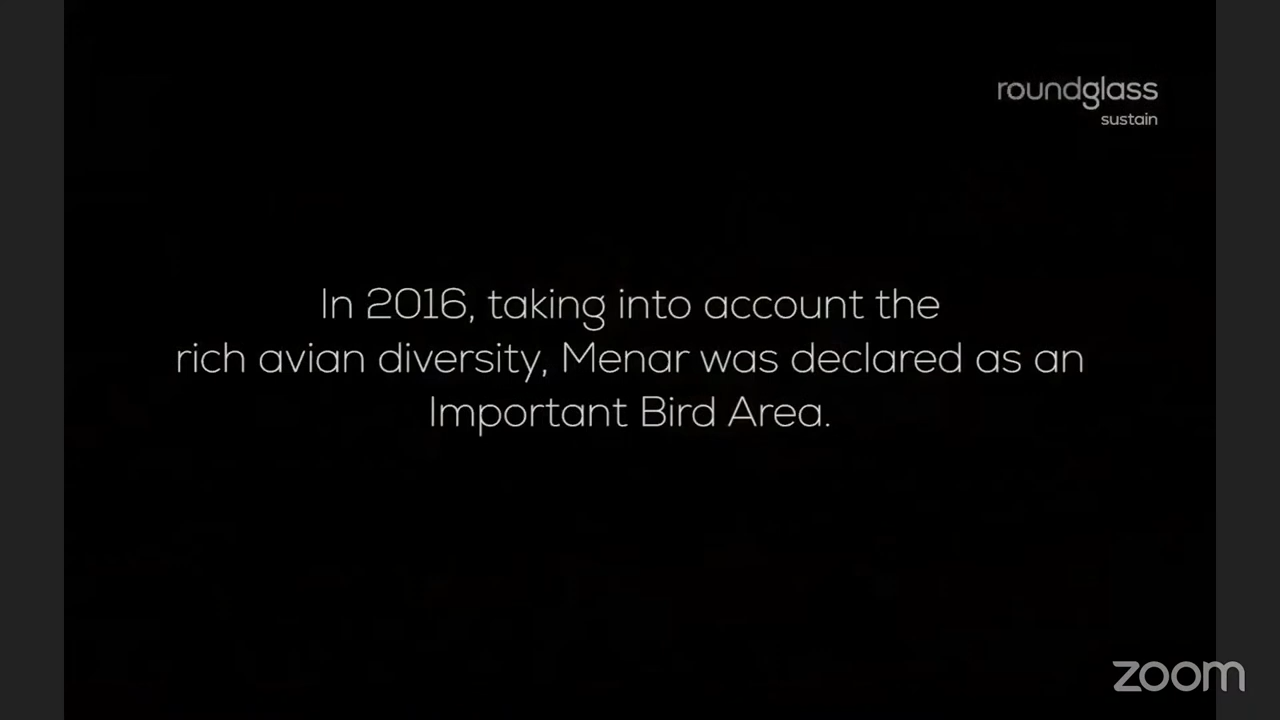 roundglass
sustain
In 2016, taking into account the
rich avian diversity, Menar was declared as an
Important Bird Area.
zoom